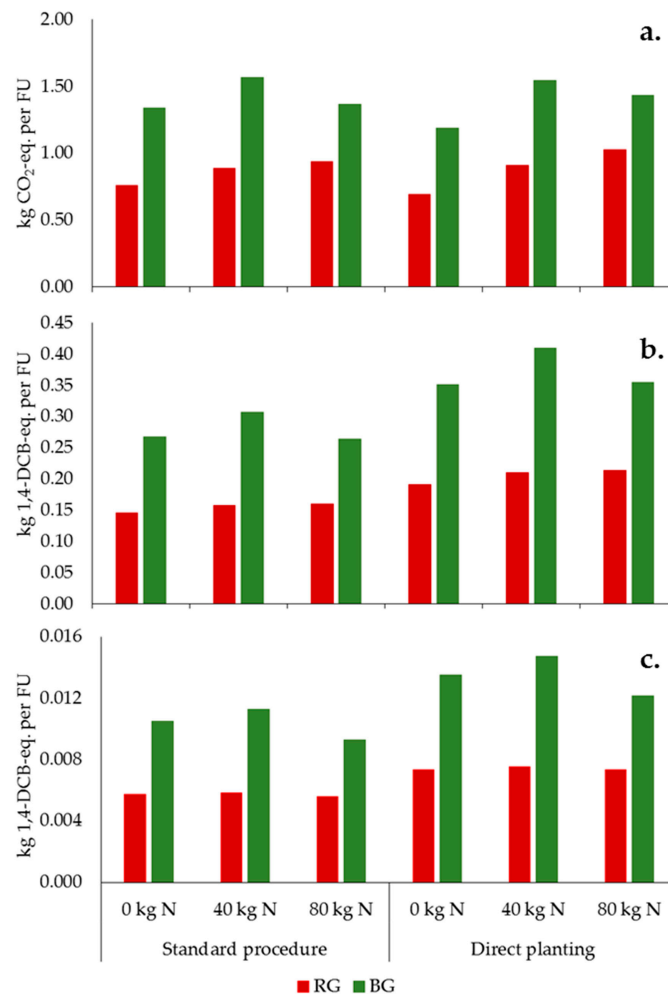 a.
kg CO₂-eq. per FU
2.00
1.50
1.00
0.50
0.00
b.
kg 1,4-DCB-eq. per FU
0.45
0.40
0.35
0.30
0.25
0.20
0.15
0.10
0.05
0.00
c.
kg 1,4-DCB-eq. per FU
0.016
0.012
0.008
0.004
0.000
0 kg N 40 kg N 80 kg N 0 kg N 40 kg N 80 kg N
Standard procedure Direct planting
RG BG